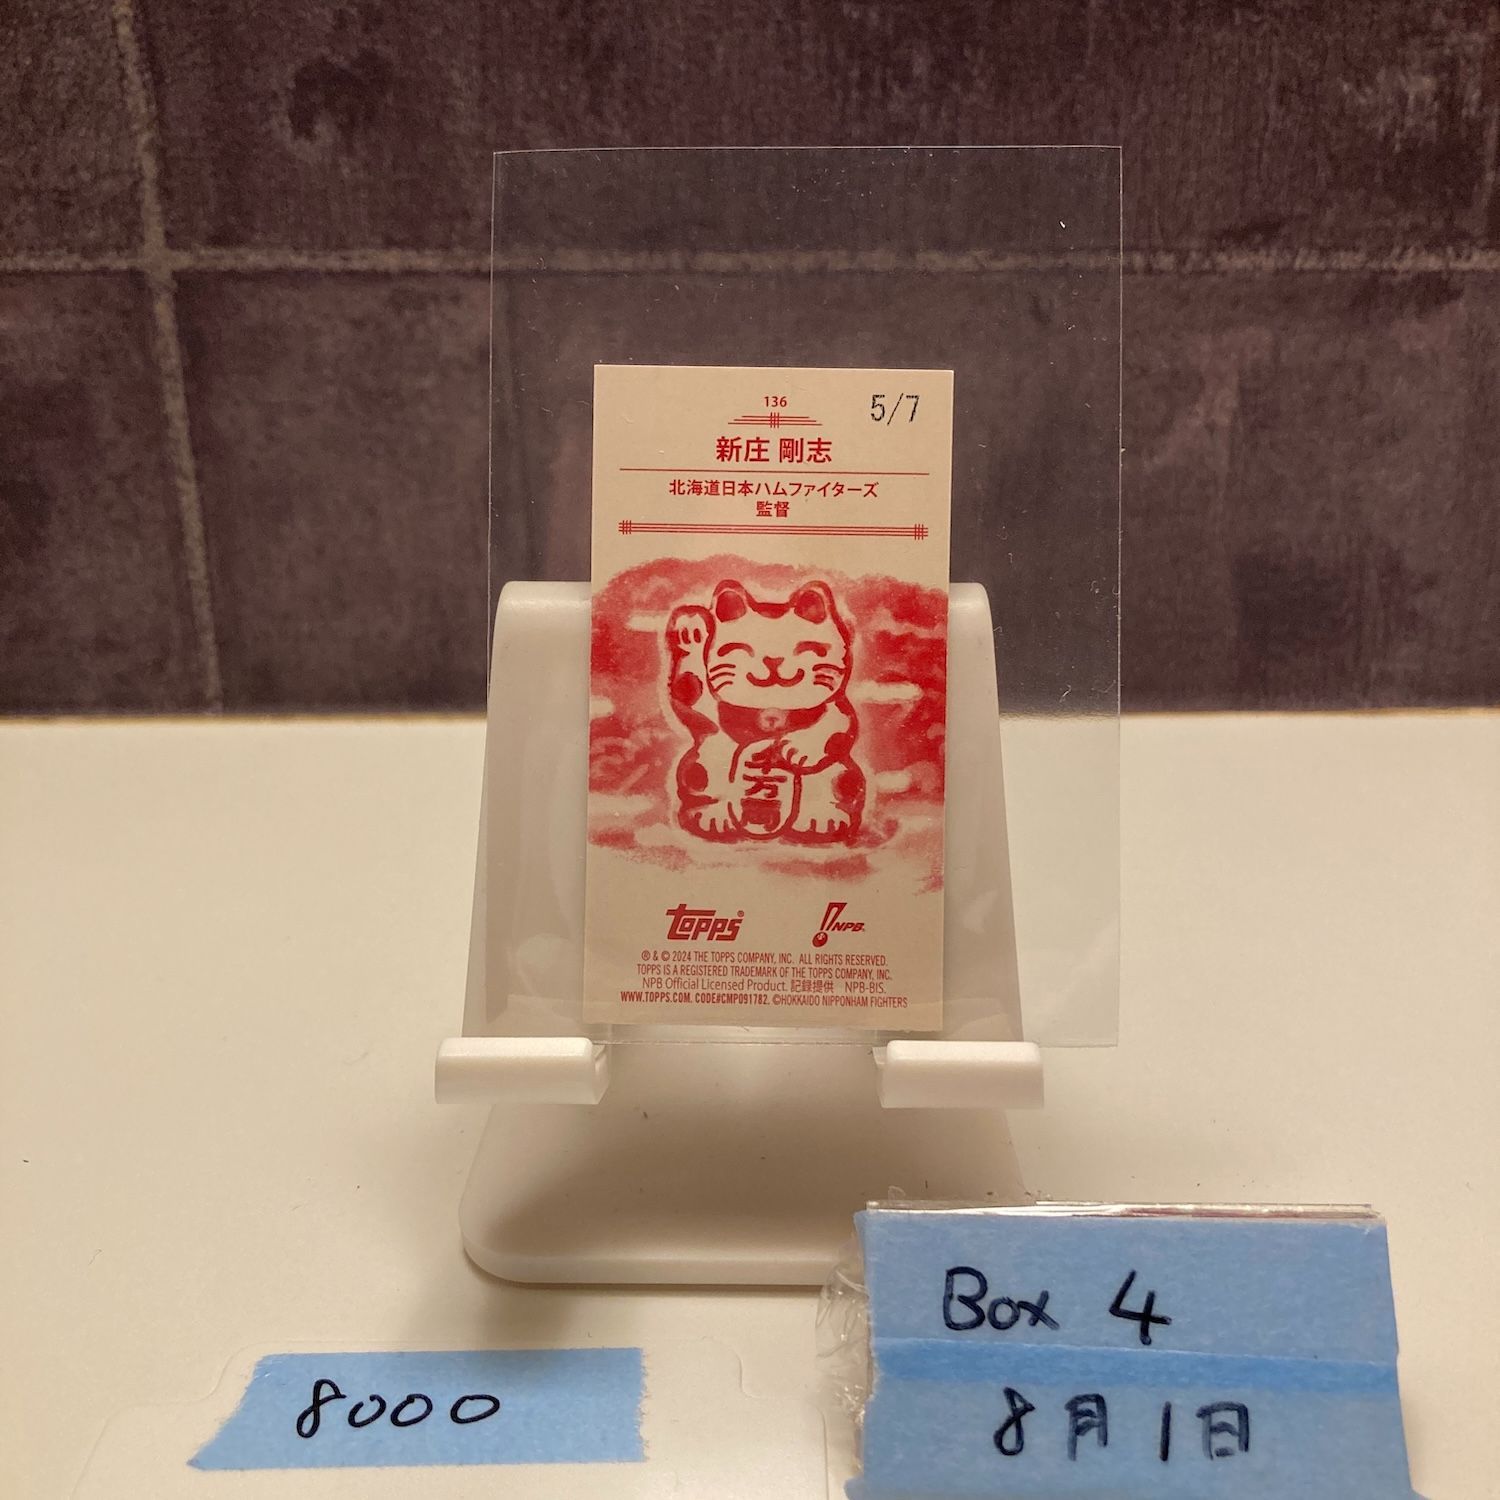 136
5/7
新庄 剛志
北海道日本ハムファイターズ
監督
千万両
TOPPS®
NPB
® & © 2024 THE TOPPS COMPANY, INC. ALL RIGHTS RESERVED.
TOPPS IS A REGISTERED TRADEMARK OF THE TOPPS COMPANY, INC.
NPB Official Licensed Product. 記録提供 NPB-BIS.
WWW.TOPPS.COM. CODE#CMP091782. ©HOKKAIDO NIPPONHAM FIGHTERS
Box 4
8月1日
8000